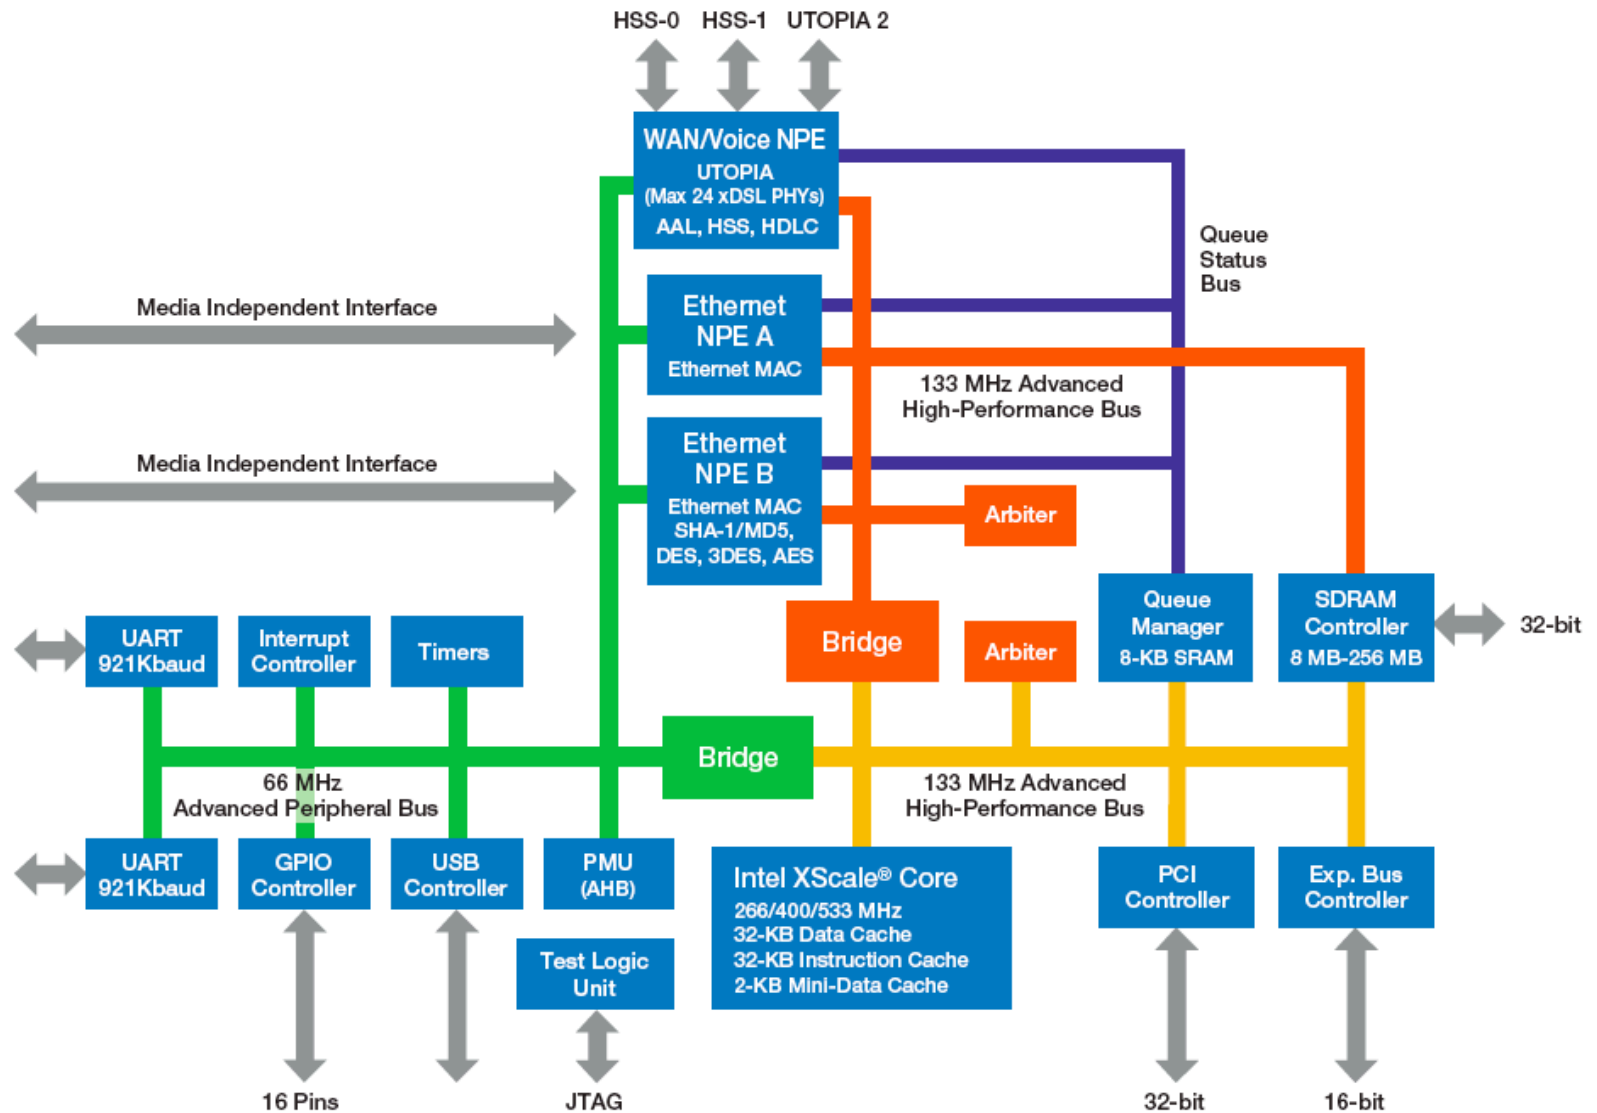 HSS-0 HSS-1 UTOPIA 2
WAN/Voice NPE
UTOPIA
(Max 24 xDSL PHYs)
AAL, HSS, HDLC
Queue
Status
Bus
Media Independent Interface
Ethernet
NPE A
Ethernet MAC
133 MHz Advanced
High-Performance Bus
Media Independent Interface
Ethernet
NPE B
Ethernet MAC
SHA-1/MD5,
DES, 3DES, AES
Arbiter
UART
921Kbaud
Interrupt
Controller
Timers
Bridge
Arbiter
Queue
Manager
8-KB SRAM
SDRAM
Controller
8 MB-256 MB
32-bit
Bridge
66 MHz
Advanced Peripheral Bus
133 MHz Advanced
High-Performance Bus
UART
921Kbaud
GPIO
Controller
USB
Controller
PMU
(AHB)
Intel XScale® Core
266/400/533 MHz
32-KB Data Cache
32-KB Instruction Cache
2-KB Mini-Data Cache
PCI
Controller
Exp. Bus
Controller
Test Logic
Unit
16 Pins
JTAG
32-bit
16-bit